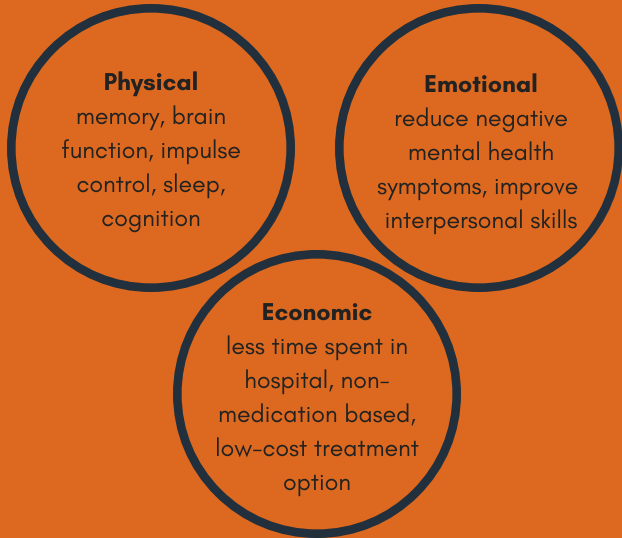 Physical
memory, brain
function, impulse
control, sleep,
cognition
Emotional
reduce negative
mental health
symptoms, improve
interpersonal skills
Economic
less time spent in
hospital, non-
medication based,
low-cost treatment
option